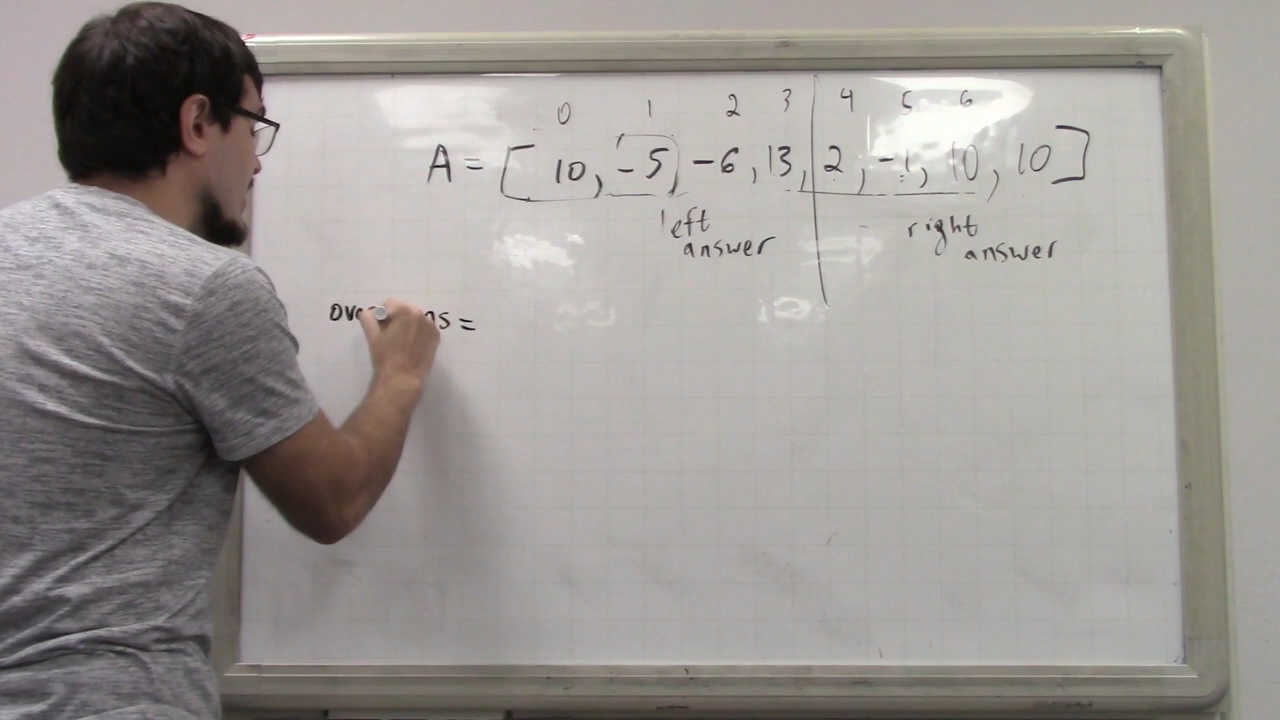 0 1 2 3 4 5 6
A = [ 10, -5, -6, 13, 2, -1, 10, 10 ]
left right
answer answer
=